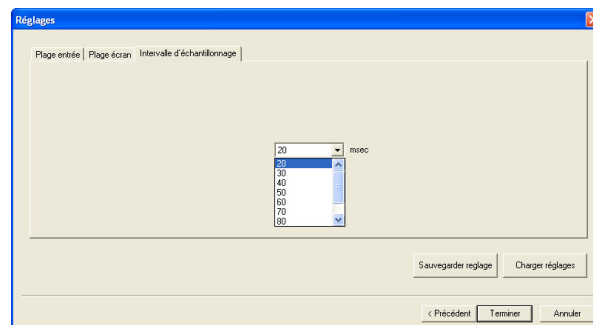 Réglages
Plage entrée Plage écran Intervalle d'échantillonnage
20 msec
20
30
40
50
60
70
80
Sauvegarder reglage Charger réglages
< Précédent Terminer Annuler